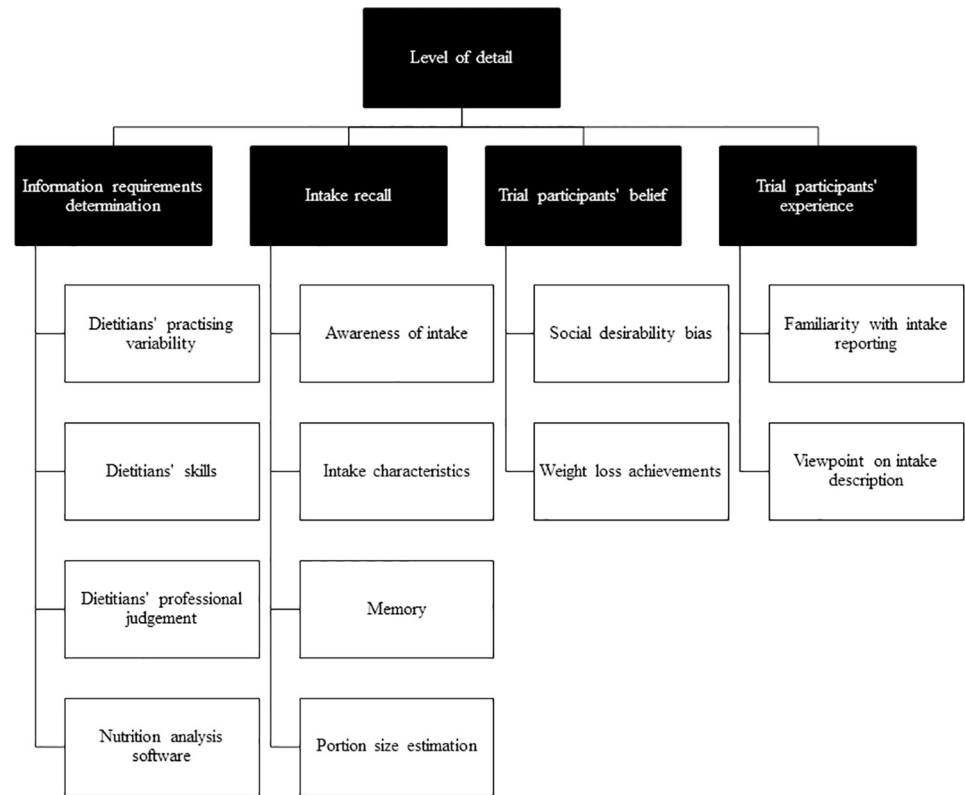 Level of detail
Information requirements
determination
Intake recall
Trial participants' belief
Trial participants'
experience
Dietitians' practising
variability
Awareness of intake
Social desirability bias
Familiarity with intake
reporting
Dietitians' skills
Intake characteristics
Weight loss achievements
Viewpoint on intake
description
Dietitians' professional
judgement
Memory
Nutrition analysis
software
Portion size estimation